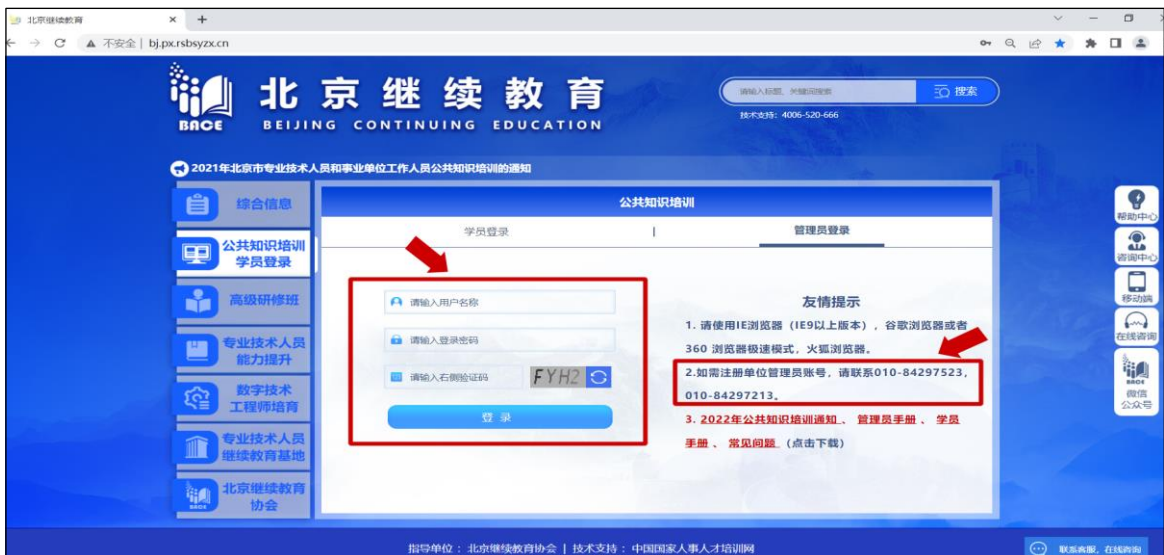 北京继续教育
不安全 | bj.px.rsbsyzx.cn
北京继续教育
BACE
BEIJING CONTINUING EDUCATION
请输入标题、关键词搜索
搜索
技术支持：4006-520-666
2021年北京市专业技术人员和事业单位工作人员公共知识培训的通知
综合信息
公共知识培训
学员登录
高级研修班
专业技术人员
能力提升
数字技术
工程师培育
专业技术人员
继续教育基地
BACE
北京继续教育
协会
公共知识培训
学员登录 | 管理员登录
请输入用户名称
请输入登录密码
请输入右侧验证码
FYH2
登 录
友情提示
1. 请使用IE浏览器（IE9以上版本）, 谷歌浏览器或者
360 浏览器极速模式, 火狐浏览器。
2.如需注册单位管理员账号, 请联系010-84297523,
010-84297213。
3. 2022年公共知识培训通知 、 管理员手册 、 学员
手册 、 常见问题 （点击下载）
帮助中心
咨询中心
移动端
在线咨询
BACE
微信
公众号
指导单位 : 北京继续教育协会 | 技术支持 : 中国国家人事人才培训网
联系客服, 在线咨询